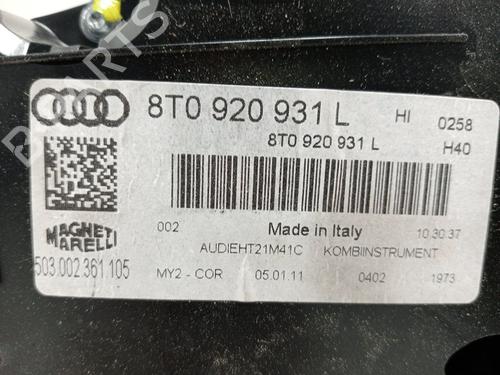 8T0 920 931 L HI 0258
8T0 920 931 L H40
002 Made in Italy 10:30:37
MAGNETI
MARELLI
AUDIEHT21M41C KOMBIINSTRUMENT
503.002.361.105
MY2 - COR 05.01.11 0402 1973
B-PARTS